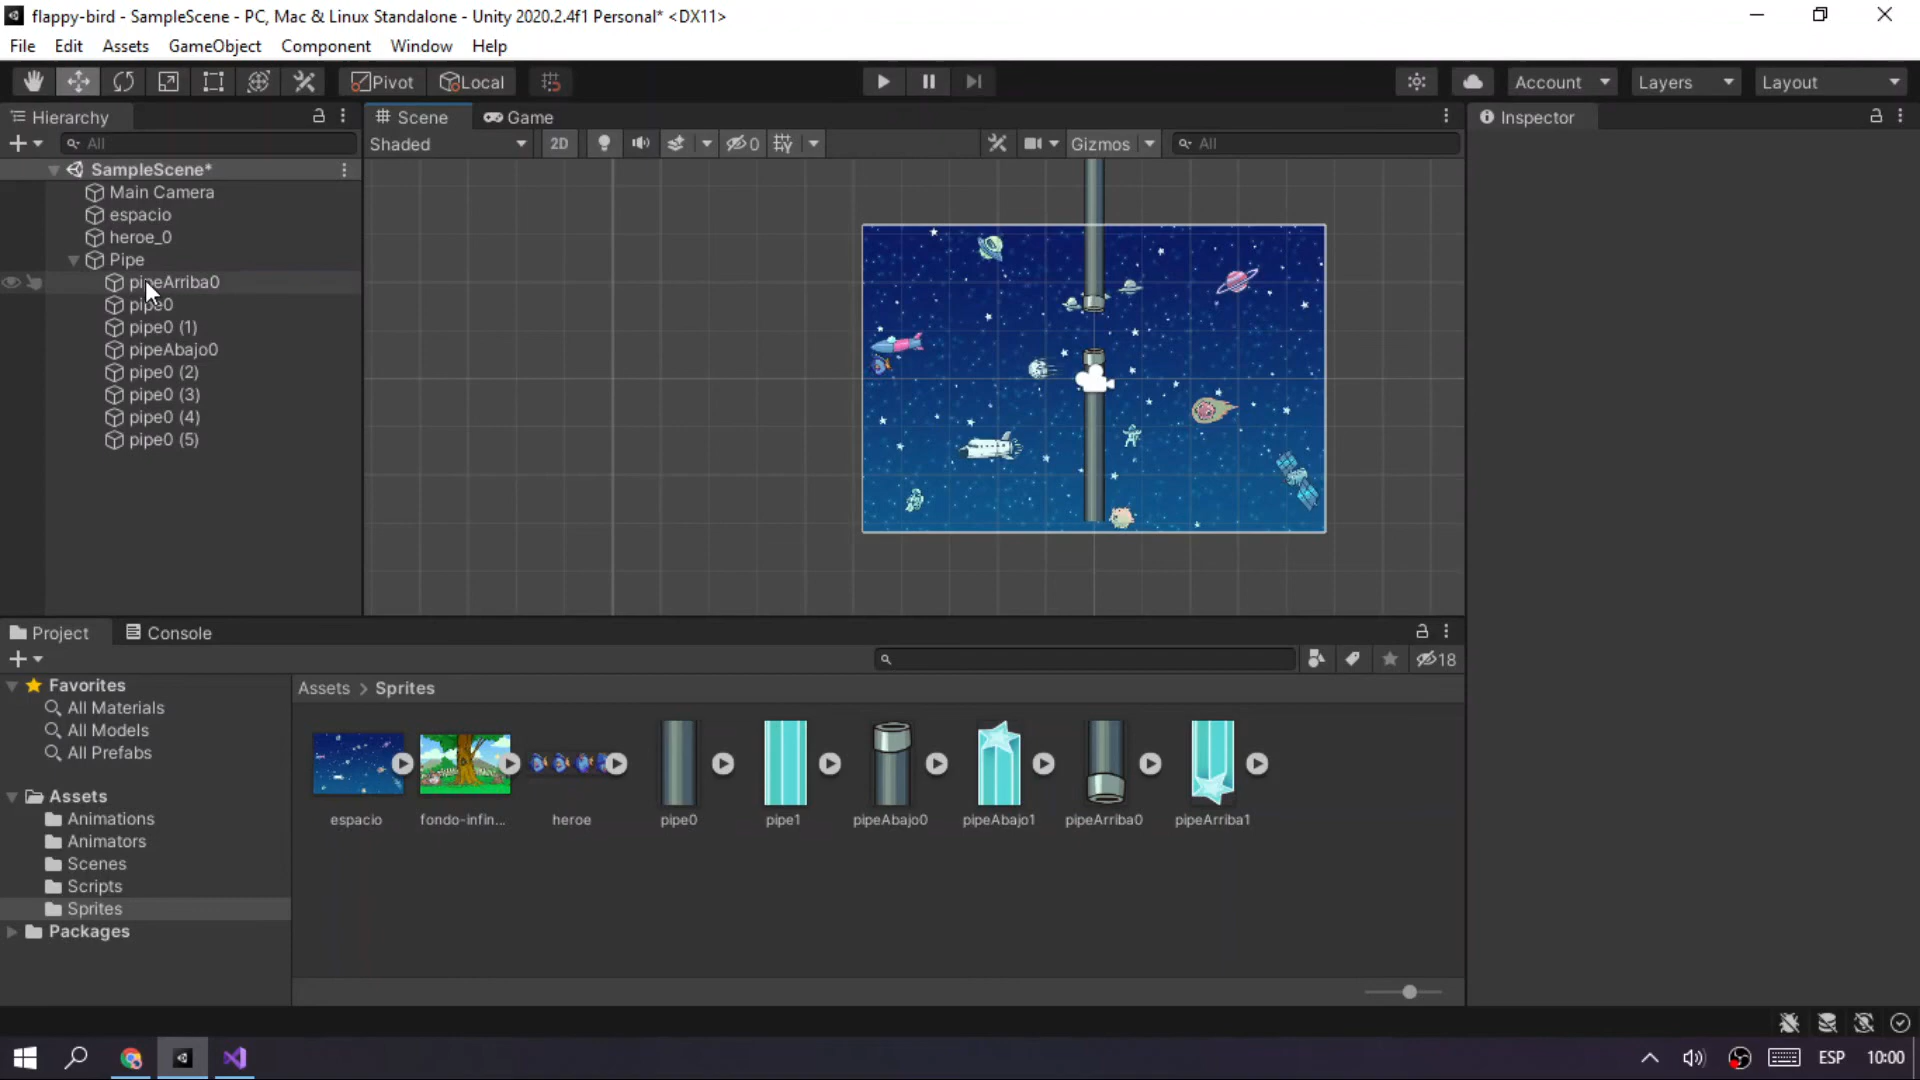 flappy-bird - SampleScene - PC, Mac & Linux Standalone - Unity 2020.2.4f1 Personal* <DX11>
File Edit Assets GameObject Component Window Help
Pivot Local Account Layers Layout
Hierarchy
All
SampleScene*
Main Camera
espacio
heroe_0
Pipe
pipeArriba0
pipe0
pipe0 (1)
pipeAbajo0
pipe0 (2)
pipe0 (3)
pipe0 (4)
pipe0 (5)
Scene Game
Shaded 2D 0 Gizmos All
Inspector
Project Console
18
Favorites
All Materials
All Models
All Prefabs
Assets
Animations
Animators
Scenes
Scripts
Sprites
Packages
Assets > Sprites
espacio fondo-infin... heroe pipe0 pipe1 pipeAbajo0 pipeAbajo1 pipeArriba0 pipeArriba1
ESP 10:00